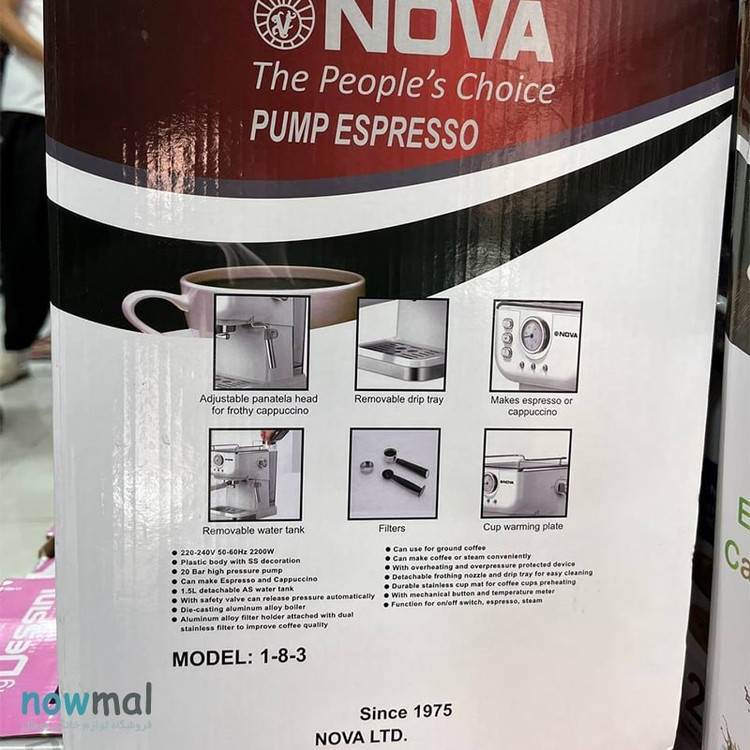 NOVA
The People's Choice
PUMP ESPRESSO
NOVA
Adjustable panatela head
for frothy cappuccino
Removable drip tray
Makes espresso or
cappuccino
NOVA
Removable water tank
Filters
Cup warming plate
• 220-240V 50-60Hz 2200W
• Plastic body with SS decoration
• 20 Bar high pressure pump
• Can make Espresso and Cappuccino
• 1.5L detachable AS water tank
• With safety valve can release pressure automatically
• Die-casting aluminum alloy boiler
• Aluminum alloy filter holder attached with dual
stainless filter to improve coffee quality
• Can use for ground coffee
• Can make coffee or steam conveniently
• With overheating and overpressure protected device
• Detachable frothing nozzle and drip tray for easy cleaning
• Durable stainless cup mat for coffee cups preheating
• With mechanical button and temperature meter
• Function for on/off switch, espresso, steam
MODEL: 1-8-3
Since 1975
NOVA LTD.
nowmal
فروشگاه لوازم